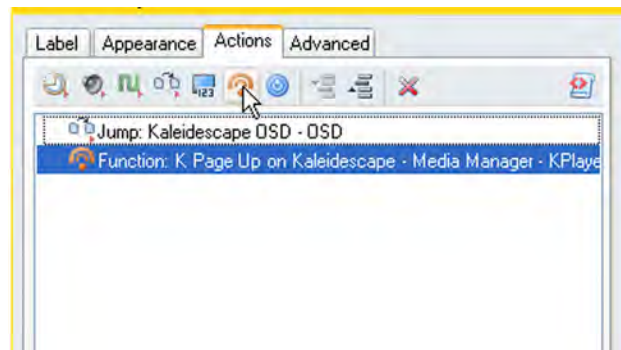 Label Appearance Actions Advanced
123
Jump: Kaleidescape OSD - OSD
Function: K Page Up on Kaleidescape - Media Manager - KPlaye